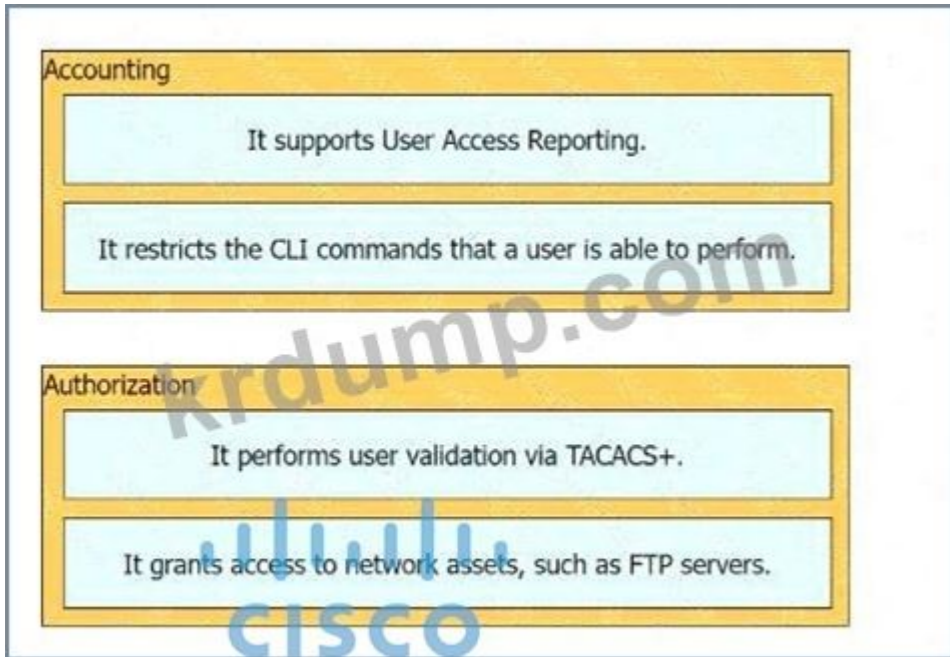 Accounting
It supports User Access Reporting.
It restricts the CLI commands that a user is able to perform.
krdump.com
Authorization
It performs user validation via TACACS+.
It grants access to network assets, such as FTP servers.
CISCO